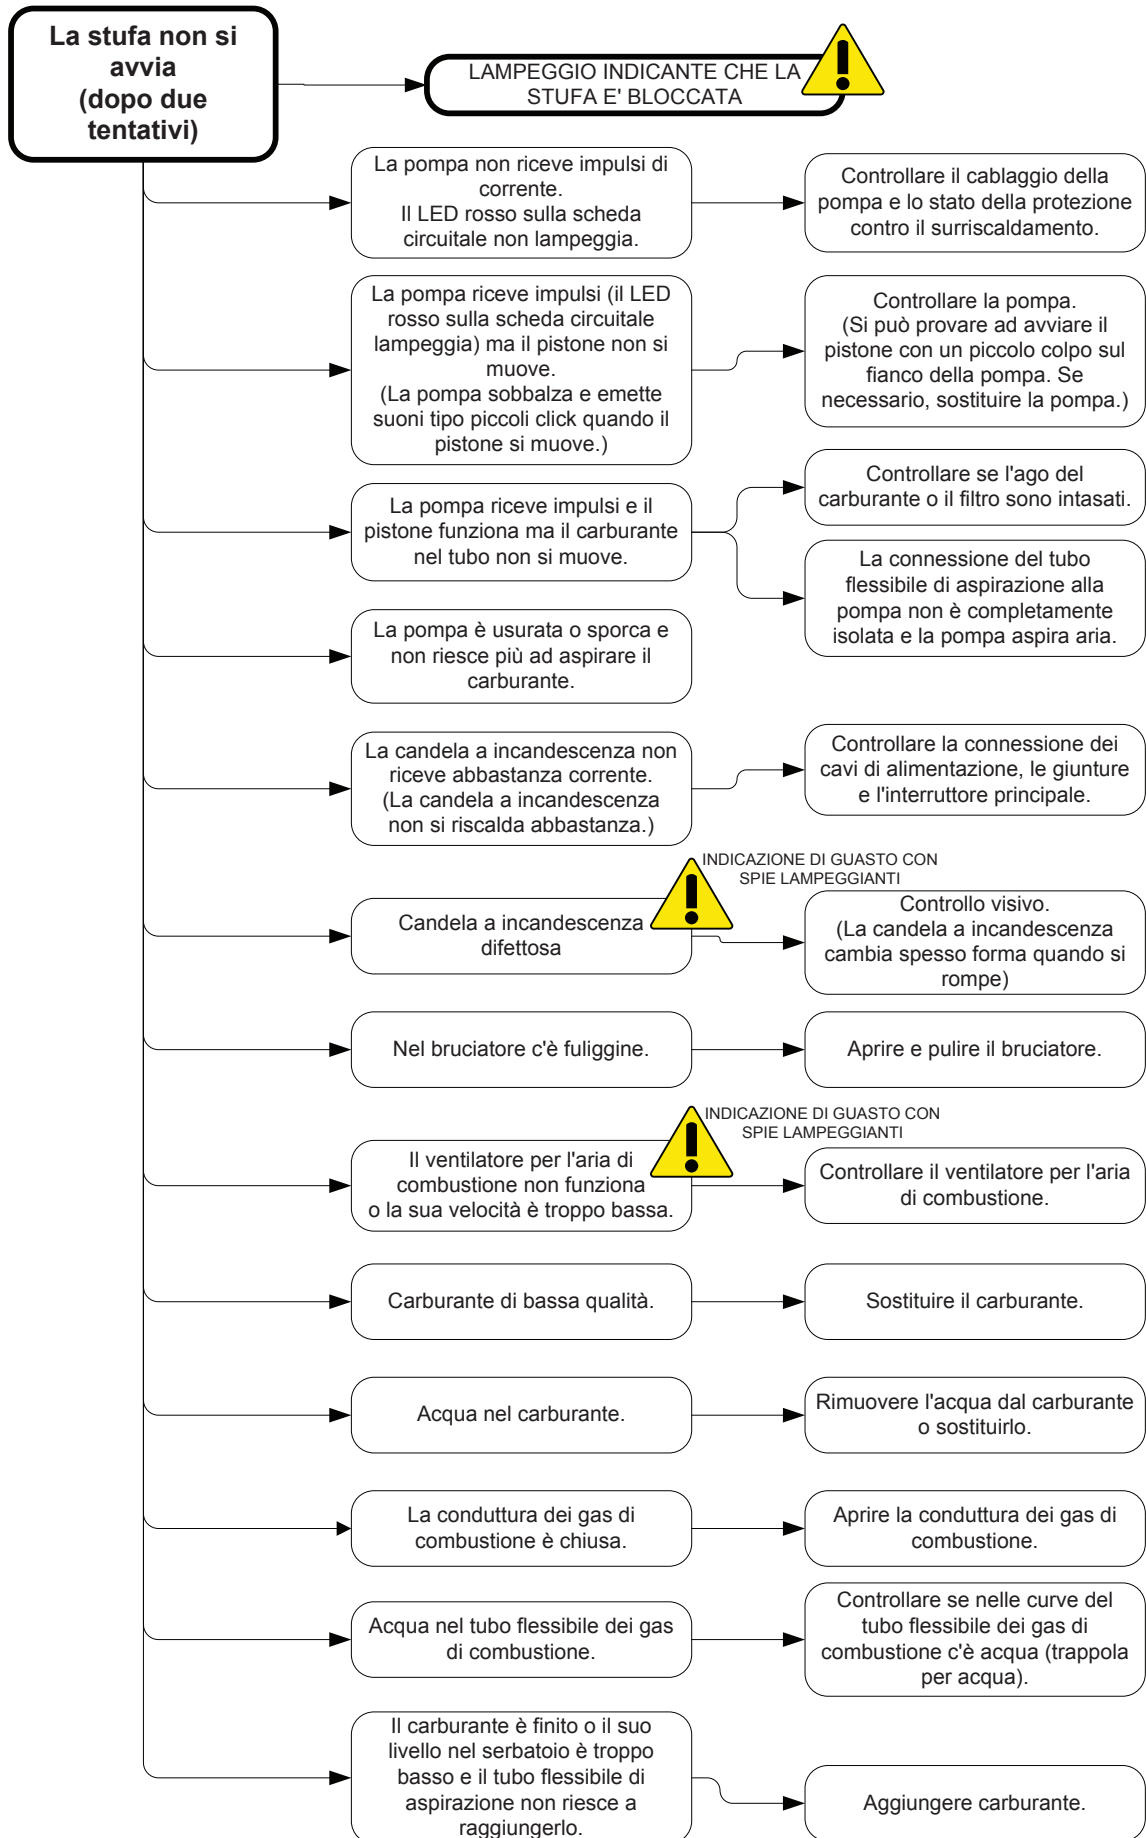 La stufa non si
avvia
(dopo due
tentativi)
LAMPEGGIO INDICANTE CHE LA
STUFA E' BLOCCATA
La pompa non riceve impulsi di
corrente.
Il LED rosso sulla scheda
circuitale non lampeggia.
Controllare il cablaggio della
pompa e lo stato della protezione
contro il surriscaldamento.
La pompa riceve impulsi (il LED
rosso sulla scheda circuitale
lampeggia) ma il pistone non si
muove.
(La pompa sobbalza e emette
suoni tipo piccoli click quando il
pistone si muove.)
Controllare la pompa.
(Si può provare ad avviare il
pistone con un piccolo colpo sul
fianco della pompa. Se
necessario, sostituire la pompa.)
La pompa riceve impulsi e il
pistone funziona ma il carburante
nel tubo non si muove.
Controllare se l'ago del
carburante o il filtro sono intasati.
La connessione del tubo
flessibile di aspirazione alla
pompa non è completamente
isolata e la pompa aspira aria.
La pompa è usurata o sporca e
non riesce più ad aspirare il
carburante.
La candela a incandescenza non
riceve abbastanza corrente.
(La candela a incandescenza
non si riscalda abbastanza.)
Controllare la connessione dei
cavi di alimentazione, le giunture
e l'interruttore principale.
INDICAZIONE DI GUASTO CON
SPIE LAMPEGGIANTI
Candela a incandescenza
difettosa
Controllo visivo.
(La candela a incandescenza
cambia spesso forma quando si
rompe)
Nel bruciatore c'è fuliggine.
Aprire e pulire il bruciatore.
INDICAZIONE DI GUASTO CON
SPIE LAMPEGGIANTI
Il ventilatore per l'aria di
combustione non funziona
o la sua velocità è troppo bassa.
Controllare il ventilatore per l'aria
di combustione.
Carburante di bassa qualità.
Sostituire il carburante.
Acqua nel carburante.
Rimuovere l'acqua dal carburante
o sostituirlo.
La conduttura dei gas di
combustione è chiusa.
Aprire la conduttura dei gas di
combustione.
Acqua nel tubo flessibile dei gas
di combustione.
Controllare se nelle curve del
tubo flessibile dei gas di
combustione c'è acqua (trappola
per acqua).
Il carburante è finito o il suo
livello nel serbatoio è troppo
basso e il tubo flessibile di
aspirazione non riesce a
raggiungerlo.
Aggiungere carburante.